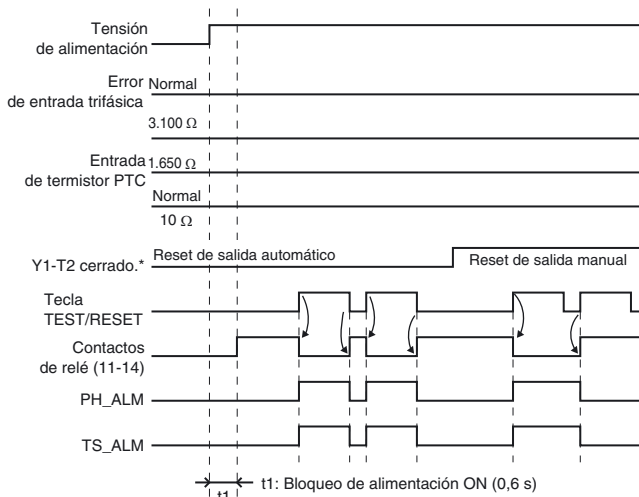 Tensión
de alimentación
Error
de entrada trifásica
Normal
3.100 Ω
Entrada
de termistor PTC
1.650 Ω
Normal
10 Ω
Y1-T2 cerrado.*
Reset de salida automático
Reset de salida manual
Tecla
TEST/RESET
Contactos
de relé (11-14)
PH_ALM
TS_ALM
t1
t1: Bloqueo de alimentación ON (0,6 s)